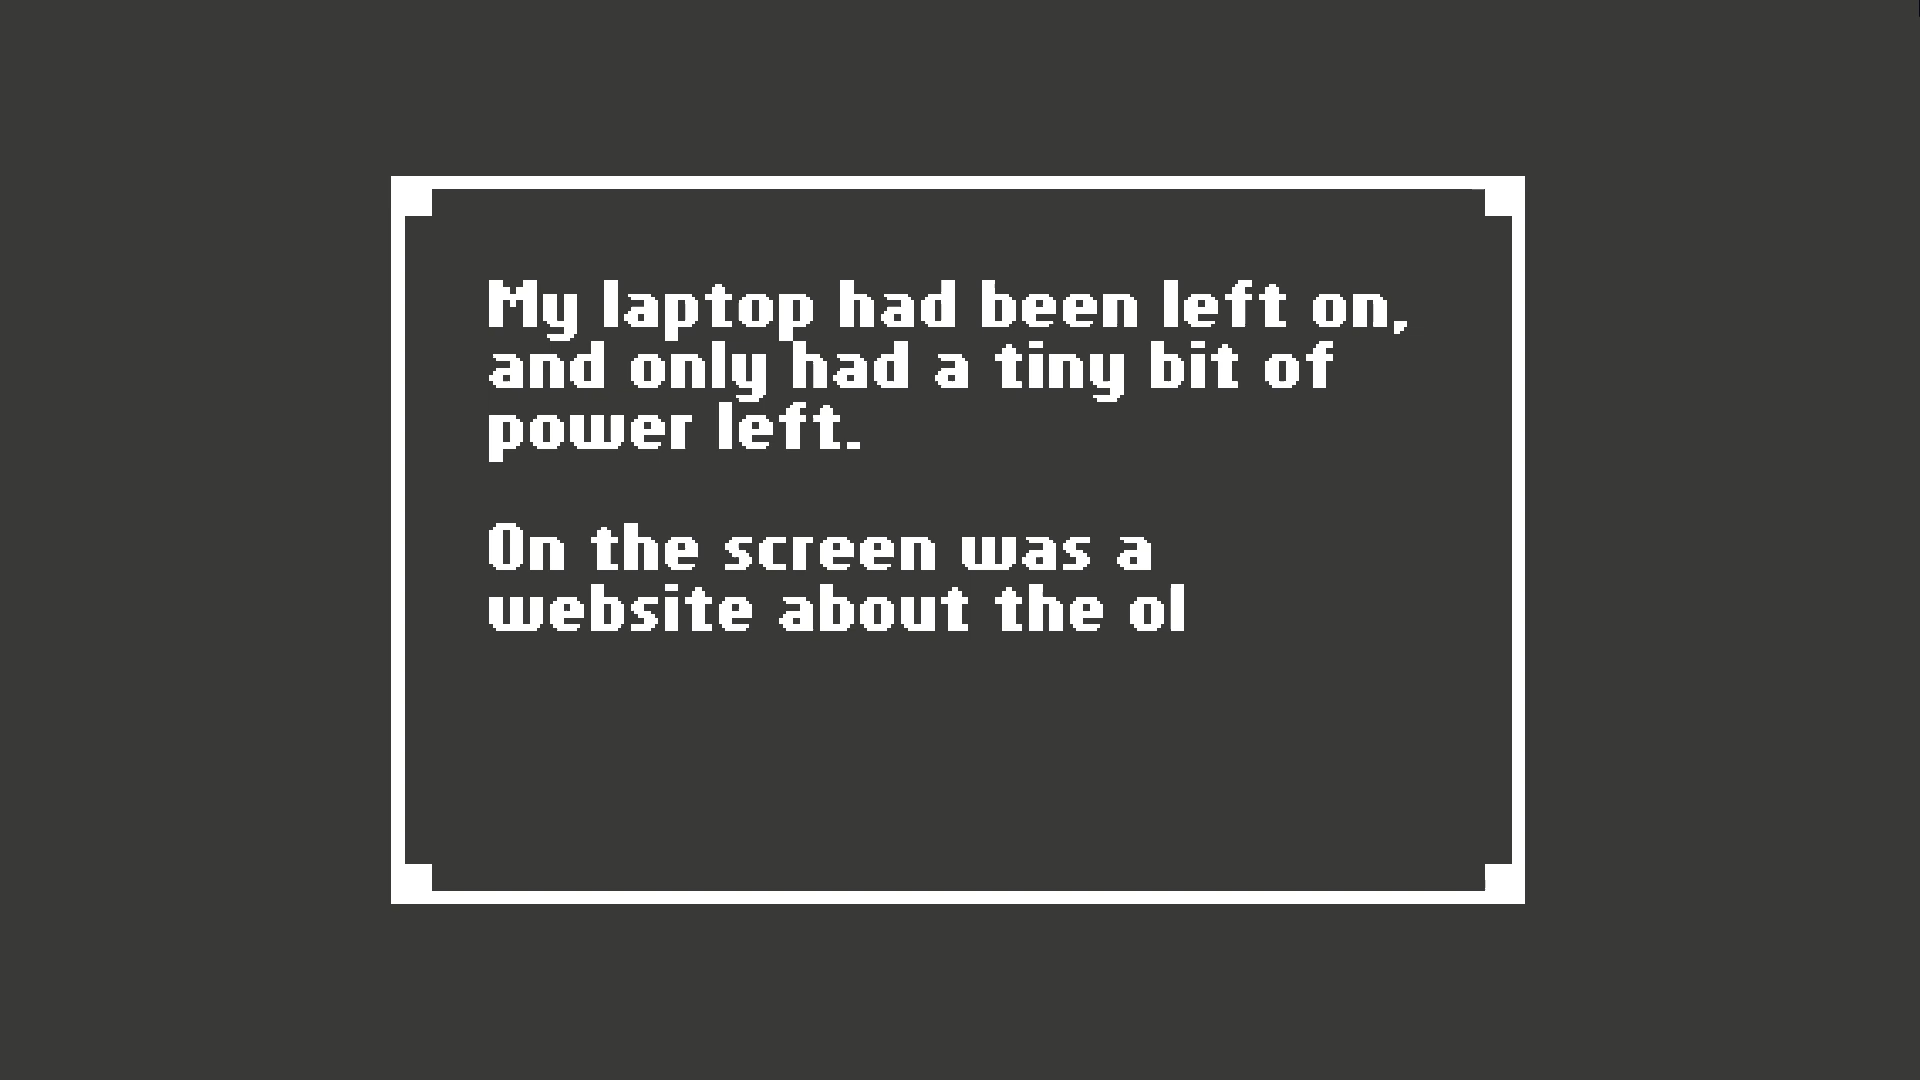 My laptop had been left on,
and only had a tiny bit of
power left.
On the screen was a
website about the ol